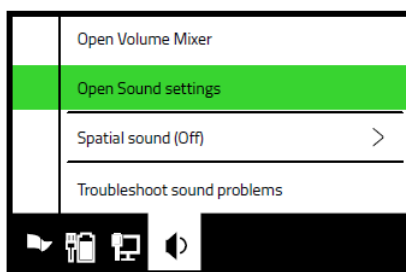 Open Volume Mixer
Open Sound settings
Spatial sound (Off)
Troubleshoot sound problems